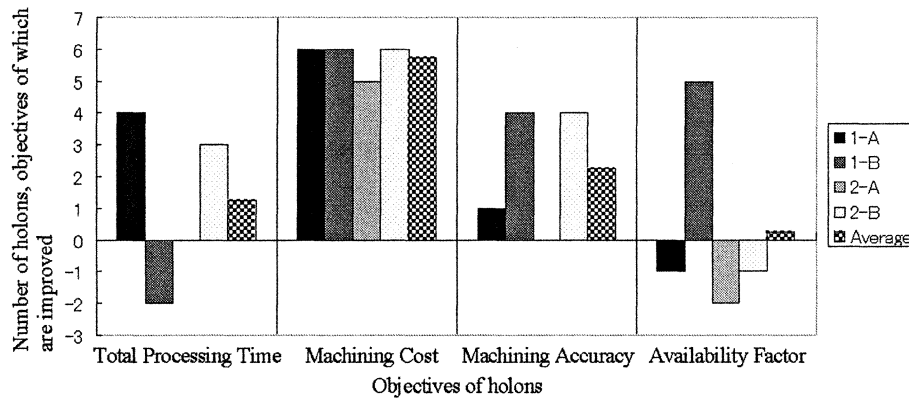 Number of holons, objectives of which
are improved
7
6
5
4
3
2
1
0
-1
-2
-3
Total Processing Time
Machining Cost
Machining Accuracy
Availability Factor
Objectives of holons
1-A
1-B
2-A
2-B
Average